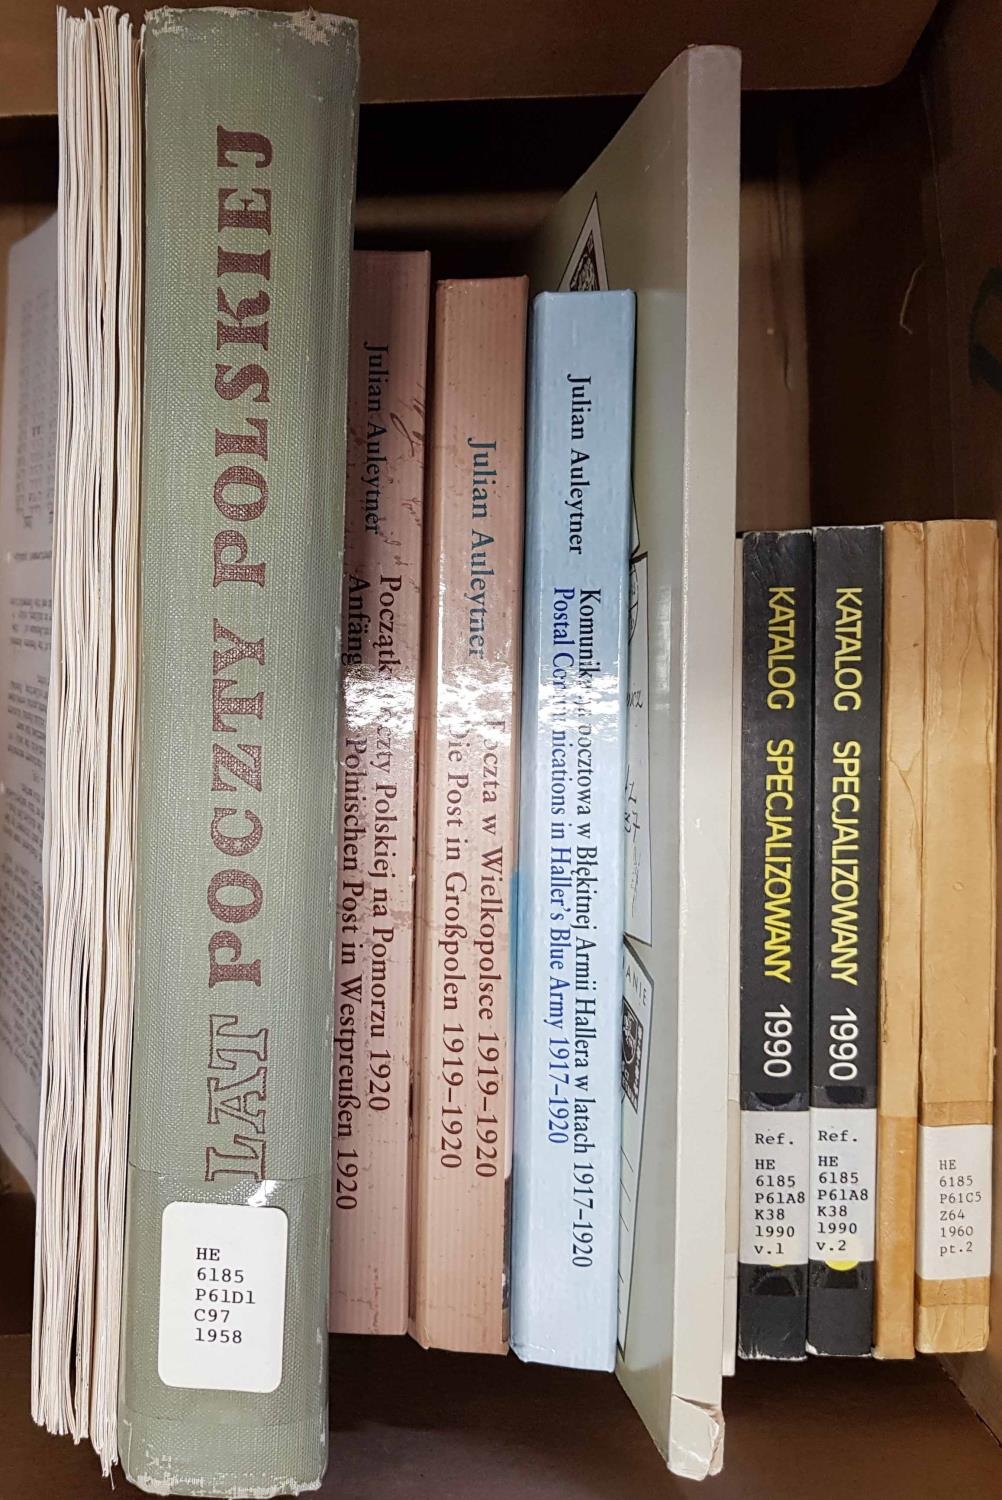 LAT POCZTY POLSKIEJ
HE
6185
P61D1
C97
1958
Julian Auleytner
Polskiej na Pomorzu 1920
Polnischen Post in Westpreußen 1920
Julian Auleytner
Poczta w Wielkopolsce 1919–1920
Die Post in Großpolen 1919–1920
Julian Auleytner
pocztowa w Błękitnej Armii Hallera w latach 1917–1920
Postal Communications in Haller's Blue Army 1917–1920
ANIE
KATALOG SPECJALIZOWANY 1990
Ref.
HE
6185
P61A8
K38
1990
v.1
KATALOG SPECJALIZOWANY 1990
Ref.
HE
6185
P61A8
K38
1990
v.2
HE
6185
P61C5
Z64
1960
pt.2